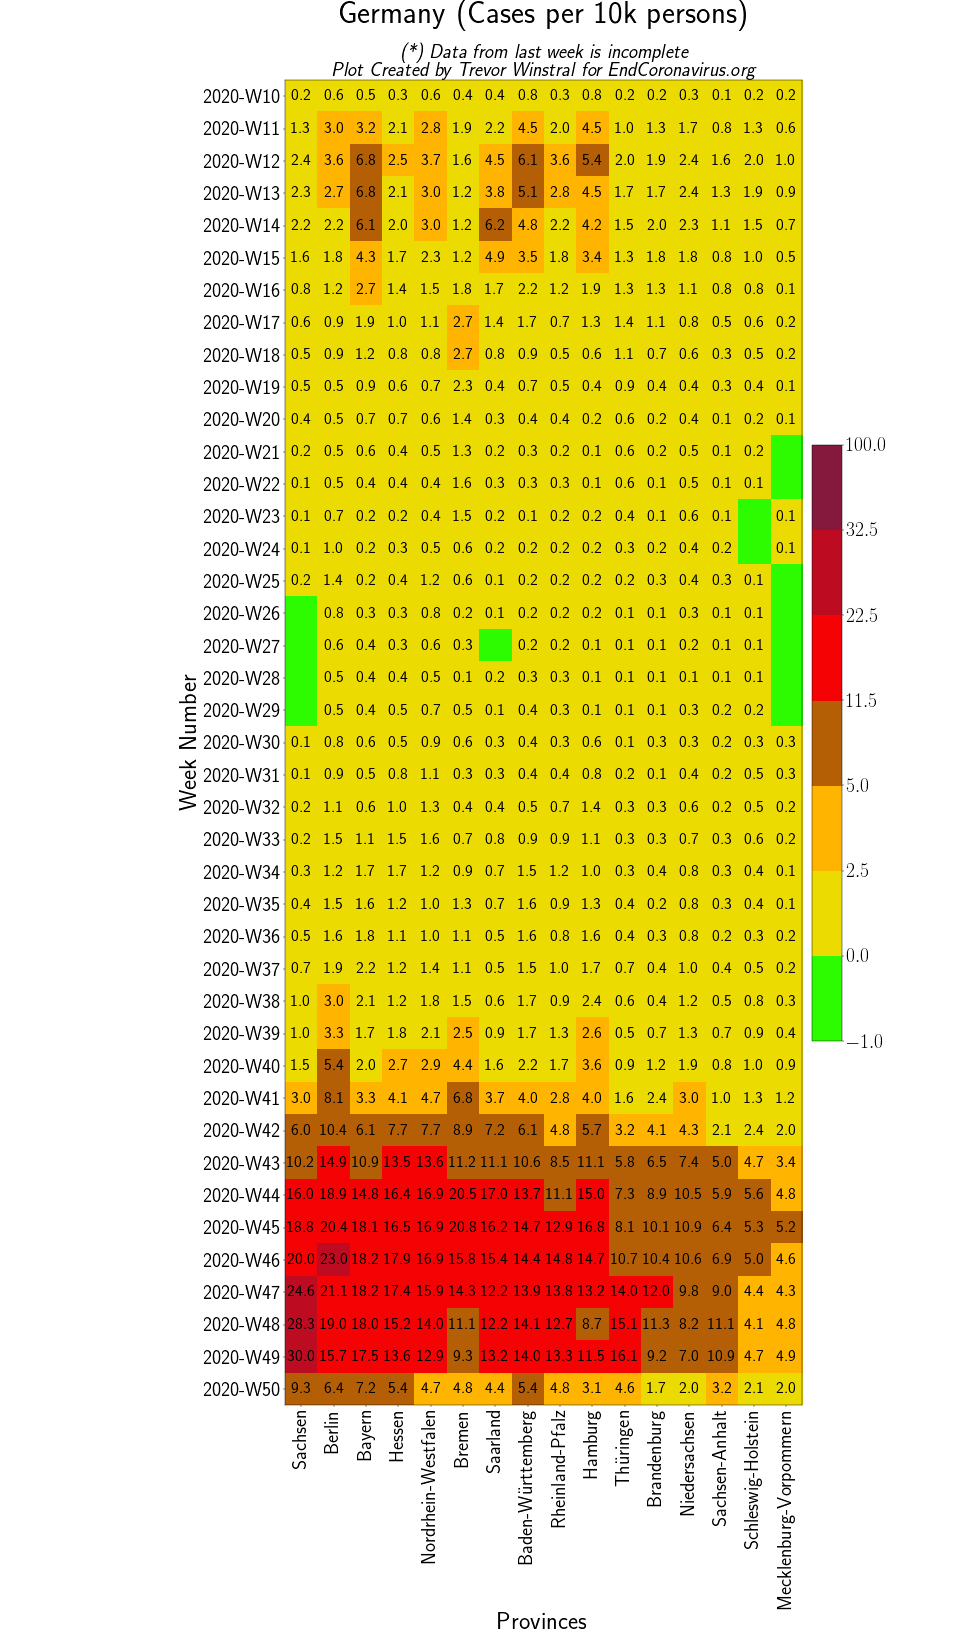 Germany (Cases per 10k persons)
(*) Data from last week is incomplete
Plot Created by Trevor Winstral for EndCoronavirus.org
2020-W10 0.2 0.6 0.5 0.3 0.6 0.4 0.4 0.8 0.3 0.8 0.2 0.2 0.3 0.1 0.2 0.2
2020-W11 1.3 3.0 3.2 2.1 2.8 1.9 2.2 4.5 2.0 4.5 1.0 1.3 1.7 0.8 1.3 0.6
2020-W12 2.4 3.6 6.8 2.5 3.7 1.6 4.5 6.1 3.6 5.4 2.0 1.9 2.4 1.6 2.0 1.0
2020-W13 2.3 2.7 6.8 2.1 3.0 1.2 3.8 5.1 2.8 4.5 1.7 1.7 2.4 1.3 1.9 0.9
2020-W14 2.2 2.2 6.1 2.0 3.0 1.2 6.2 4.8 2.2 4.2 1.5 2.0 2.3 1.1 1.5 0.7
2020-W15 1.6 1.8 4.3 1.7 2.3 1.2 4.9 3.5 1.8 3.4 1.3 1.8 1.8 0.8 1.0 0.5
2020-W16 0.8 1.2 2.7 1.4 1.5 1.8 1.7 2.2 1.2 1.9 1.3 1.3 1.1 0.8 0.8 0.1
2020-W17 0.6 0.9 1.9 1.0 1.1 2.7 1.4 1.7 0.7 1.3 1.4 1.1 0.8 0.5 0.6 0.2
2020-W18 0.5 0.9 1.2 0.8 0.8 2.7 0.8 0.9 0.5 0.6 1.1 0.7 0.6 0.3 0.5 0.2
2020-W19 0.5 0.5 0.9 0.6 0.7 2.3 0.4 0.7 0.5 0.4 0.9 0.4 0.4 0.3 0.4 0.1
2020-W20 0.4 0.5 0.7 0.7 0.6 1.4 0.3 0.4 0.4 0.2 0.6 0.2 0.4 0.1 0.2 0.1
2020-W21 0.2 0.5 0.6 0.4 0.5 1.3 0.2 0.3 0.2 0.1 0.6 0.2 0.5 0.1 0.2
2020-W22 0.1 0.5 0.4 0.4 0.4 1.6 0.3 0.3 0.3 0.1 0.6 0.1 0.5 0.1 0.1
2020-W23 0.1 0.7 0.2 0.2 0.4 1.5 0.2 0.1 0.2 0.2 0.4 0.1 0.6 0.1 0.1
2020-W24 0.1 1.0 0.2 0.3 0.5 0.6 0.2 0.2 0.2 0.2 0.3 0.2 0.4 0.2 0.1
2020-W25 0.2 1.4 0.2 0.4 1.2 0.6 0.1 0.2 0.2 0.2 0.2 0.3 0.4 0.3 0.1
2020-W26 0.8 0.3 0.3 0.8 0.2 0.1 0.2 0.2 0.2 0.1 0.1 0.3 0.1 0.1
2020-W27 0.6 0.4 0.3 0.6 0.3 0.2 0.2 0.1 0.1 0.1 0.2 0.1 0.1
2020-W28 0.5 0.4 0.4 0.5 0.1 0.2 0.3 0.3 0.1 0.1 0.1 0.1 0.1 0.1
2020-W29 0.5 0.4 0.5 0.7 0.5 0.1 0.4 0.3 0.1 0.1 0.1 0.3 0.2 0.2
2020-W30 0.1 0.8 0.6 0.5 0.9 0.6 0.3 0.4 0.3 0.6 0.1 0.3 0.3 0.2 0.3 0.3
2020-W31 0.1 0.9 0.5 0.8 1.1 0.3 0.3 0.4 0.4 0.8 0.2 0.1 0.4 0.2 0.5 0.3
2020-W32 0.2 1.1 0.6 1.0 1.3 0.4 0.4 0.5 0.7 1.4 0.3 0.3 0.6 0.2 0.5 0.2
2020-W33 0.2 1.5 1.1 1.5 1.6 0.7 0.8 0.9 0.9 1.1 0.3 0.3 0.7 0.3 0.6 0.2
2020-W34 0.3 1.2 1.7 1.7 1.2 0.9 0.7 1.5 1.2 1.0 0.3 0.4 0.8 0.3 0.4 0.1
2020-W35 0.4 1.5 1.6 1.2 1.0 1.3 0.7 1.6 0.9 1.3 0.4 0.2 0.8 0.3 0.4 0.1
2020-W36 0.5 1.6 1.8 1.1 1.0 1.1 0.5 1.6 0.8 1.6 0.4 0.3 0.8 0.2 0.3 0.2
2020-W37 0.7 1.9 2.2 1.2 1.4 1.1 0.5 1.5 1.0 1.7 0.7 0.4 1.0 0.4 0.5 0.2
2020-W38 1.0 3.0 2.1 1.2 1.8 1.5 0.6 1.7 0.9 2.4 0.6 0.4 1.2 0.5 0.8 0.3
2020-W39 1.0 3.3 1.7 1.8 2.1 2.5 0.9 1.7 1.3 2.6 0.5 0.7 1.3 0.7 0.9 0.4
2020-W40 1.5 5.4 2.0 2.7 2.9 4.4 1.6 2.2 1.7 3.6 0.9 1.2 1.9 0.8 1.0 0.9
2020-W41 3.0 8.1 3.3 4.1 4.7 6.8 3.7 4.0 2.8 4.0 1.6 2.4 3.0 1.0 1.3 1.2
2020-W42 6.0 10.4 6.1 7.7 7.7 8.9 7.2 6.1 4.8 5.7 3.2 4.1 4.3 2.1 2.4 2.0
2020-W43 10.2 14.9 10.9 13.5 13.6 11.2 11.1 10.6 8.5 11.1 5.8 6.5 7.4 5.0 4.7 3.4
2020-W44 16.0 18.9 14.8 16.4 16.9 20.5 17.0 13.7 11.1 15.0 7.3 8.9 10.5 5.9 5.6 4.8
2020-W45 18.8 20.4 18.1 16.5 16.9 20.8 16.2 14.7 12.9 16.8 8.1 10.1 10.9 6.4 5.3 5.2
2020-W46 20.0 23.0 18.2 17.9 16.9 15.8 15.4 14.4 14.8 14.7 10.7 10.4 10.6 6.9 5.0 4.6
2020-W47 24.6 21.1 18.2 17.4 15.9 14.3 12.2 13.9 13.8 13.2 14.0 12.0 9.8 9.0 4.4 4.3
2020-W48 28.3 19.0 18.0 15.2 14.0 11.1 12.2 14.1 12.7 8.7 15.1 11.3 8.2 11.1 4.1 4.8
2020-W49 30.0 15.7 17.5 13.6 12.9 9.3 13.2 14.0 13.3 11.5 16.1 9.2 7.0 10.9 4.7 4.9
2020-W50 9.3 6.4 7.2 5.4 4.7 4.8 4.4 5.4 4.8 3.1 4.6 1.7 2.0 3.2 2.1 2.0
Week Number
Sachsen
Berlin
Bayern
Hessen
Nordrhein-Westfalen
Bremen
Saarland
Baden-Württemberg
Rheinland-Pfalz
Hamburg
Thüringen
Brandenburg
Niedersachsen
Sachsen-Anhalt
Schleswig-Holstein
Mecklenburg-Vorpommern
Provinces
100.0
32.5
22.5
11.5
5.0
2.5
0.0
−1.0